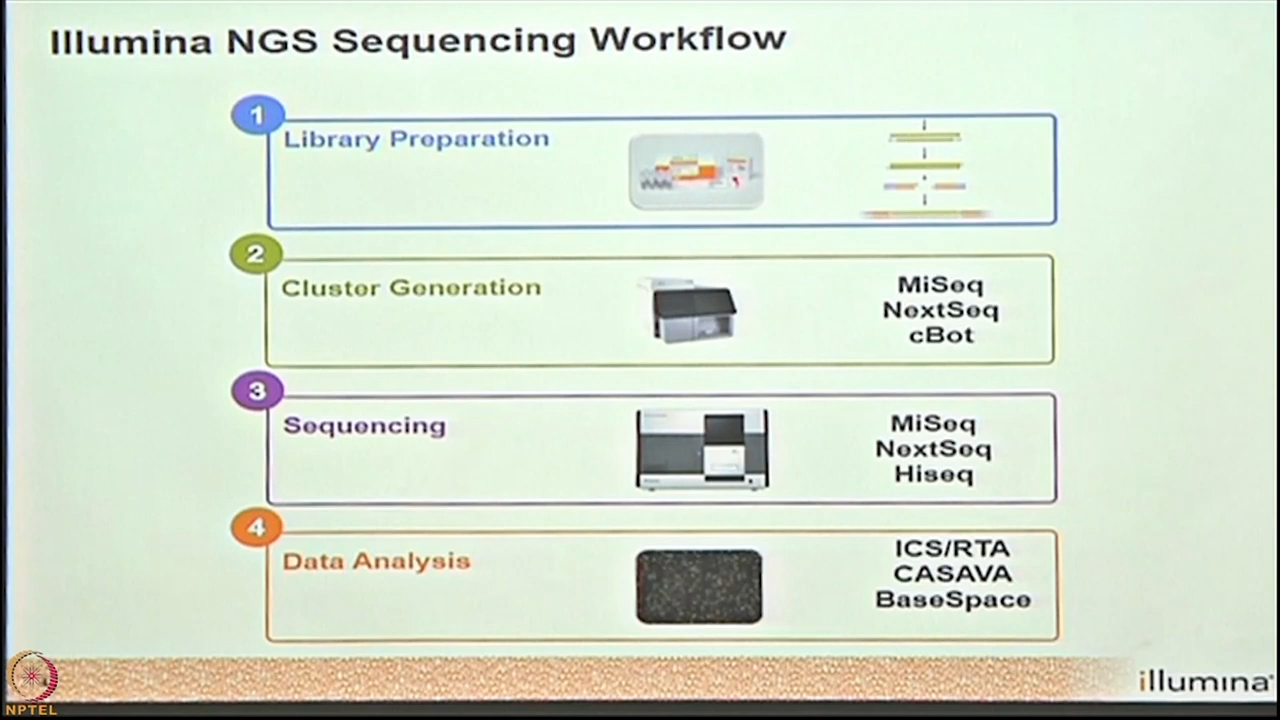 Illumina NGS Sequencing Workflow
1
Library Preparation
2
Cluster Generation
MiSeq
NextSeq
cBot
3
Sequencing
MiSeq
NextSeq
Hiseq
4
Data Analysis
ICS/RTA
CASAVA
BaseSpace
illumina
NPTEL